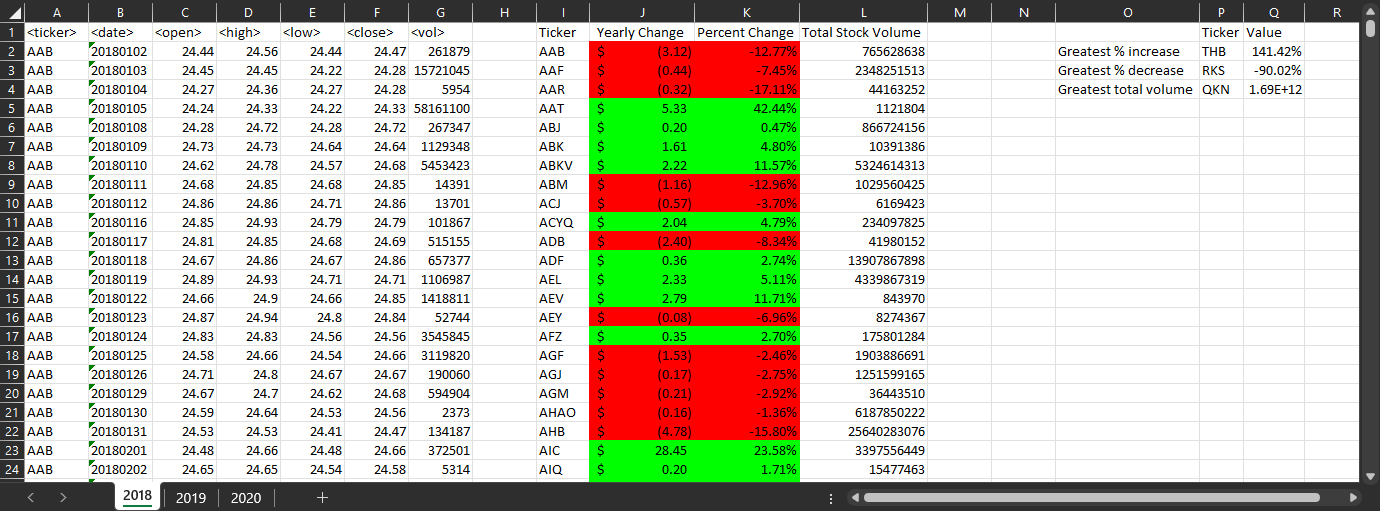 A B C D E F G H I J K L M N O P Q R
1 <ticker> <date> <open> <high> <low> <close> <vol> Ticker Yearly Change Percent Change Total Stock Volume Ticker Value
2 AAB 20180102 24.44 24.56 24.44 24.47 261879 AAB $ (3.12) -12.77% 765628638 Greatest % increase THB 141.42%
3 AAB 20180103 24.45 24.45 24.22 24.28 15721045 AAF $ (0.44) -7.45% 2348251513 Greatest % decrease RKS -90.02%
4 AAB 20180104 24.27 24.36 24.27 24.28 5954 AAR $ (0.32) -17.11% 44163252 Greatest total volume QKN 1.69E+12
5 AAB 20180105 24.24 24.33 24.22 24.33 58161100 AAT $ 5.33 42.44% 1121804
6 AAB 20180108 24.28 24.72 24.28 24.72 267347 ABJ $ 0.20 0.47% 866724156
7 AAB 20180109 24.73 24.73 24.64 24.64 1129348 ABK $ 1.61 4.80% 10391386
8 AAB 20180110 24.62 24.78 24.57 24.68 5453423 ABKV $ 2.22 11.57% 5324614313
9 AAB 20180111 24.68 24.85 24.68 24.85 14391 ABM $ (1.16) -12.96% 1029560425
10 AAB 20180112 24.86 24.86 24.71 24.86 13701 ACJ $ (0.57) -3.70% 6169423
11 AAB 20180116 24.85 24.93 24.79 24.79 101867 ACYQ $ 2.04 4.79% 234097825
12 AAB 20180117 24.81 24.85 24.68 24.69 515155 ADB $ (2.40) -8.34% 41980152
13 AAB 20180118 24.67 24.86 24.67 24.86 657377 ADF $ 0.36 2.74% 13907867898
14 AAB 20180119 24.89 24.93 24.71 24.71 1106987 AEL $ 2.33 5.11% 4339867319
15 AAB 20180122 24.66 24.9 24.66 24.85 1418811 AEV $ 2.79 11.71% 843970
16 AAB 20180123 24.87 24.94 24.8 24.84 52744 AEY $ (0.08) -6.96% 8274367
17 AAB 20180124 24.83 24.83 24.56 24.56 3545845 AFZ $ 0.35 2.70% 175801284
18 AAB 20180125 24.58 24.66 24.54 24.66 3119820 AGF $ (1.53) -2.46% 1903886691
19 AAB 20180126 24.71 24.8 24.67 24.67 190060 AGJ $ (0.17) -2.75% 1251599165
20 AAB 20180129 24.67 24.7 24.62 24.68 594904 AGM $ (0.21) -2.92% 36443510
21 AAB 20180130 24.59 24.64 24.53 24.56 2373 AHAO $ (0.16) -1.36% 6187850222
22 AAB 20180131 24.53 24.53 24.41 24.47 134187 AHB $ (4.78) -15.80% 25640283076
23 AAB 20180201 24.48 24.66 24.48 24.66 372501 AIC $ 28.45 23.58% 3397556449
24 AAB 20180202 24.65 24.65 24.54 24.58 5314 AIQ $ 0.20 1.71% 15477463
2018 2019 2020